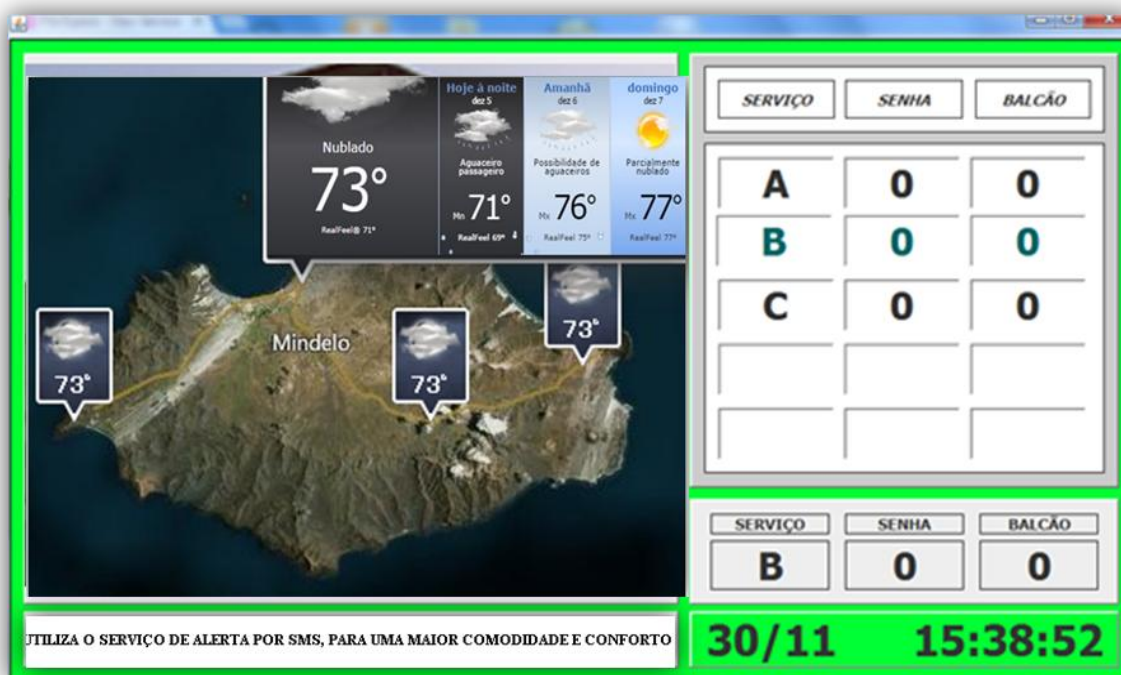 Hoje à noite
dez 5
Amanhã
dez 6
domingo
dez 7
Nublado
73°
RealFeel® 71°
Aguaceiro
passageiro
Mn 71°
RealFeel 69°
Possibilidade de
aguaceiros
Mx 76°
RealFeel 75°
Parcialmente
nublado
Mx 77°
RealFeel 77°
73°
Mindelo
73°
73°
SERVIÇO SENHA BALCÃO
A 0 0
B 0 0
C 0 0
SERVIÇO SENHA BALCÃO
B 0 0
UTILIZA O SERVIÇO DE ALERTA POR SMS, PARA UMA MAIOR COMODIDADE E CONFORTO
30/11 15:38:52